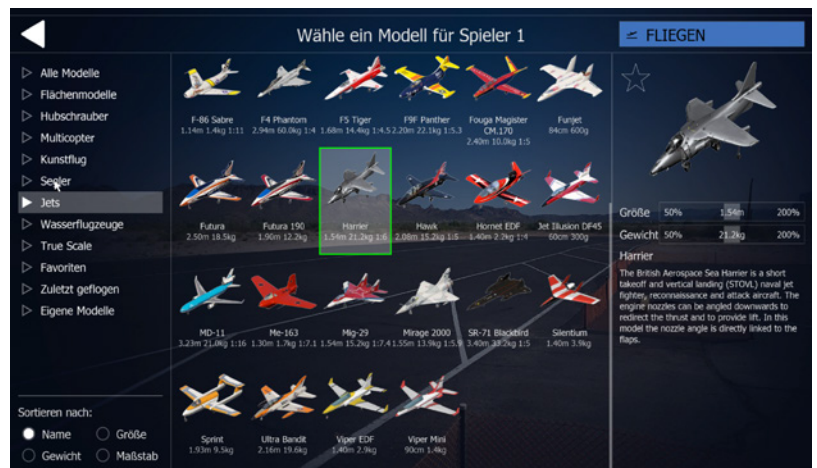 Wähle ein Modell für Spieler 1
FLIEGEN
Alle Modelle
Flächenmodelle
Hubschrauber
Multicopter
Kunstflug
Segler
Jets
Wasserflugzeuge
True Scale
Favoriten
Zuletzt geflogen
Eigene Modelle
Sortieren nach:
Name Größe
Gewicht Maßstab
F-86 Sabre
1.14m 1.4kg 1:11
F4 Phantom
2.94m 60.0kg 1:4
F5 Tiger
1.68m 14.4kg 1:4.5
F9F Panther
2.20m 22.1kg 1:5.3
Fouga Magister
CM.170
2.40m 10.0kg 1:5
Funjet
84cm 600g
Futura
2.50m 18.5kg
Futura 190
1.90m 12.2kg
Harrier
1.54m 21.2kg 1:6
Hawk
2.08m 15.2kg 1:5
Hornet EDF
1.40m 2.2kg 1:4
Jet Illusion DF45
60cm 300g
MD-11
3.23m 21.0kg 1:16
Me-163
1.30m 1.7kg 1:7.1
Mig-29
1.54m 15.2kg 1:7.4
Mirage 2000
1.55m 13.9kg 1:5.9
SR-71 Blackbird
3.40m 33.2kg 1:5
Silentium
1.40m 3.9kg
Sprint
1.93m 9.5kg
Ultra Bandit
2.16m 19.6kg
Viper EDF
1.40m 2.9kg
Viper Mini
90cm 1.4kg
Größe 50% 1.54m 200%
Gewicht 50% 21.2kg 200%
Harrier
The British Aerospace Sea Harrier is a short
takeoff and vertical landing (STOVL) naval jet
fighter, reconnaissance and attack aircraft. The
engine nozzles can be angled downwards to
redirect the thrust and to provide lift. In this
model the nozzle angle is directly linked to the
flaps.